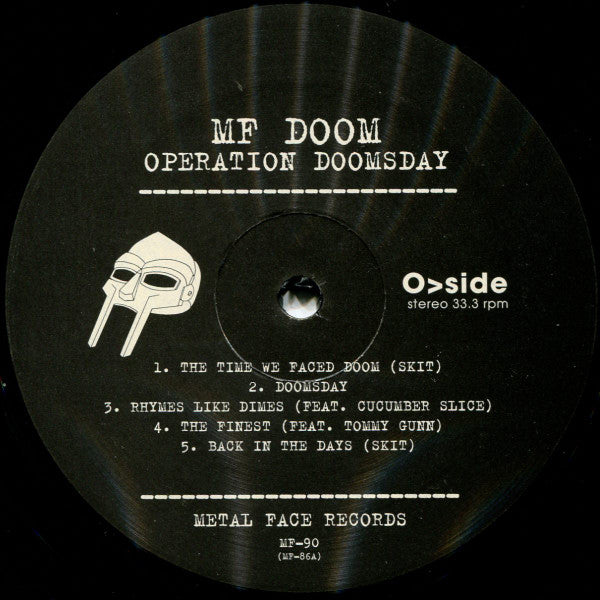 MF DOOM
OPERATION DOOMSDAY
O>side
stereo 33.3 rpm
1. THE TIME WE FACED DOOM (SKIT)
2. DOOMSDAY
3. RHYMES LIKE DIMES (FEAT. CUCUMBER SLICE)
4. THE FINEST (FEAT. TOMMY GUNN)
5. BACK IN THE DAYS (SKIT)
METAL FACE RECORDS
MF-90
(MF-86A)